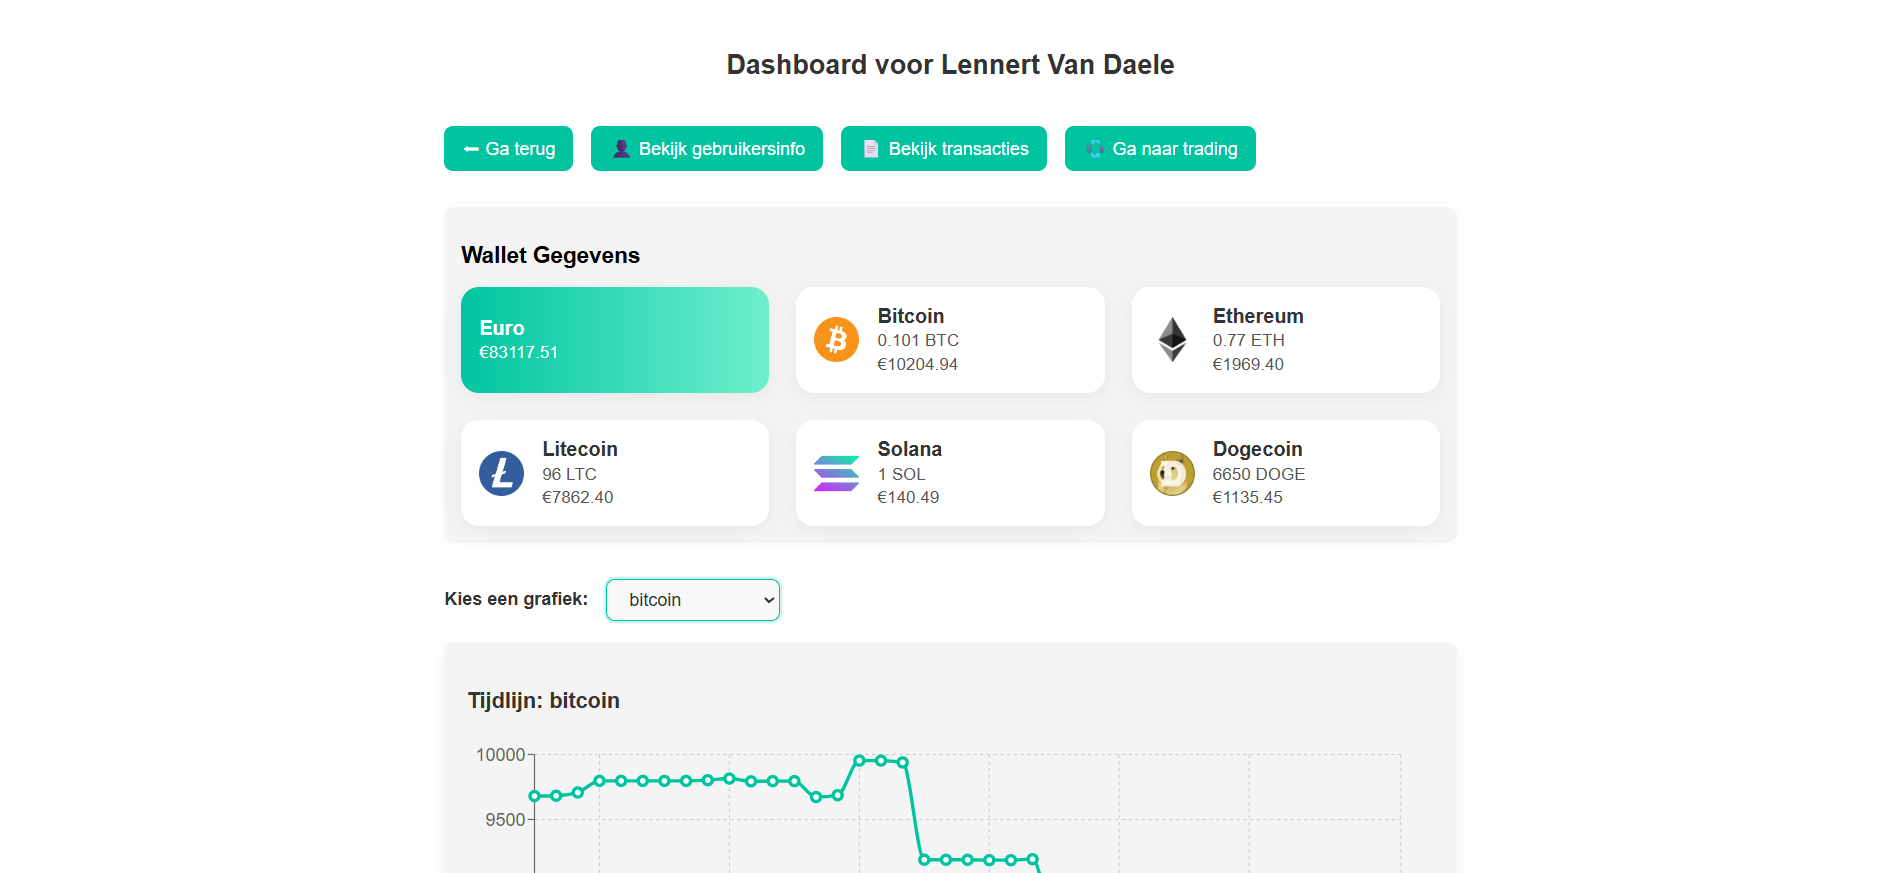 Dashboard voor Lennert Van Daele
Ga terug
Bekijk gebruikersinfo
Bekijk transacties
Ga naar trading
Wallet Gegevens
Euro
€83117.51
Bitcoin
0.101 BTC
€10204.94
Ethereum
0.77 ETH
€1969.40
Litecoin
96 LTC
€7862.40
Solana
1 SOL
€140.49
Dogecoin
6650 DOGE
€1135.45
Kies een grafiek:
bitcoin
Tijdlijn: bitcoin
10000
9500